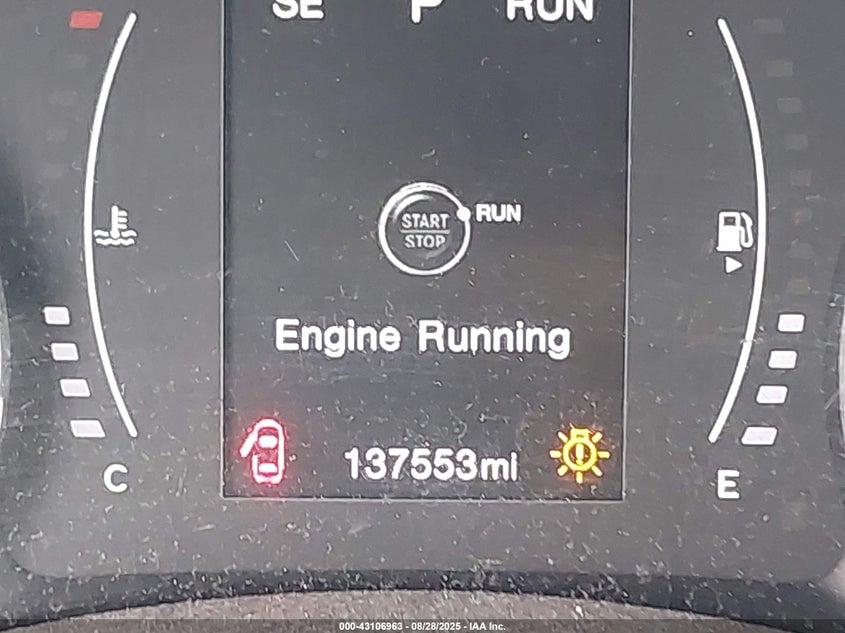 SE P RUN
START
STOP
RUN
Engine Running
137553mi
C
E
000-43106963 - 08/28/2025 - IAA Inc.